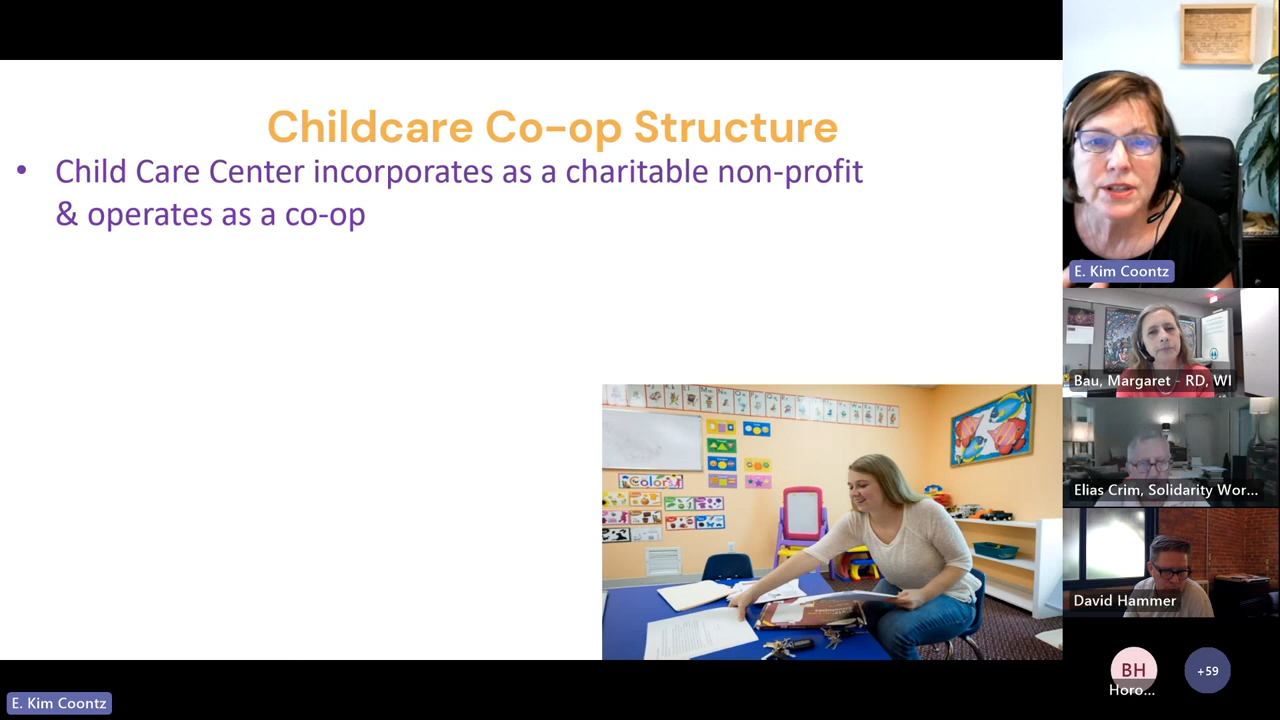 Childcare Co-op Structure
• Child Care Center incorporates as a charitable non-profit
& operates as a co-op
Colors
E. Kim Coontz
Bau, Margaret - RD, WI
Elias Crim, Solidarity Wor...
David Hammer
BH
Horo...
+59
E. Kim Coontz